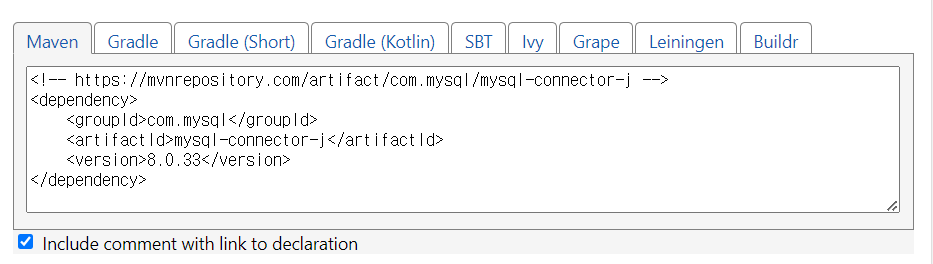 Maven Gradle Gradle (Short) Gradle (Kotlin) SBT Ivy Grape Leiningen Buildr
<!-- https://mvnrepository.com/artifact/com.mysql/mysql-connector-j -->
<dependency>
    <groupId>com.mysql</groupId>
    <artifactId>mysql-connector-j</artifactId>
    <version>8.0.33</version>
</dependency>
Include comment with link to declaration